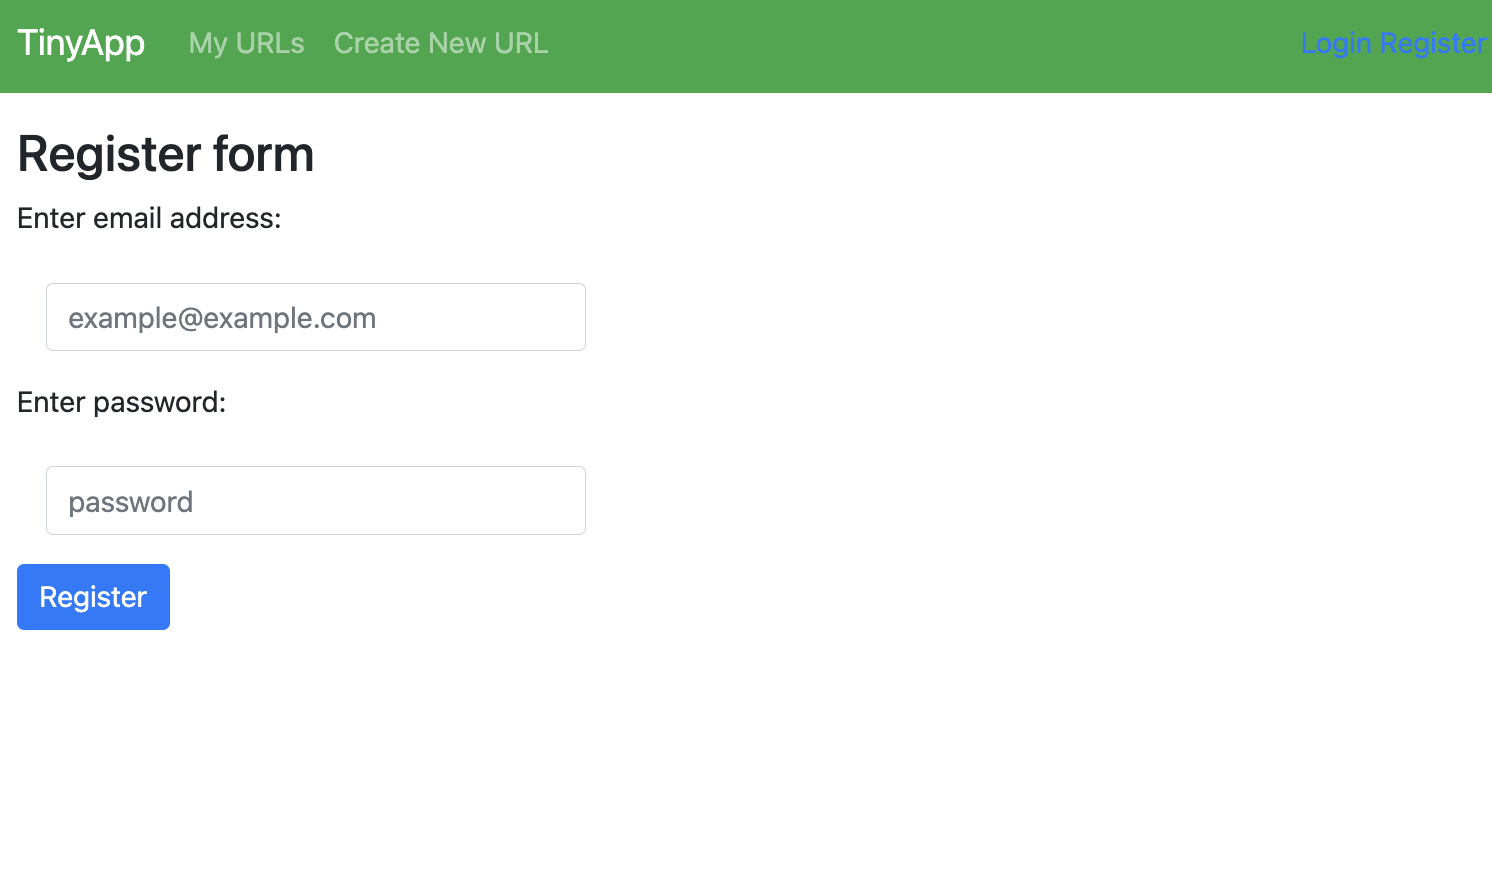 TinyApp My URLs Create New URL Login Register
Register form
Enter email address:
example@example.com
Enter password:
password
Register